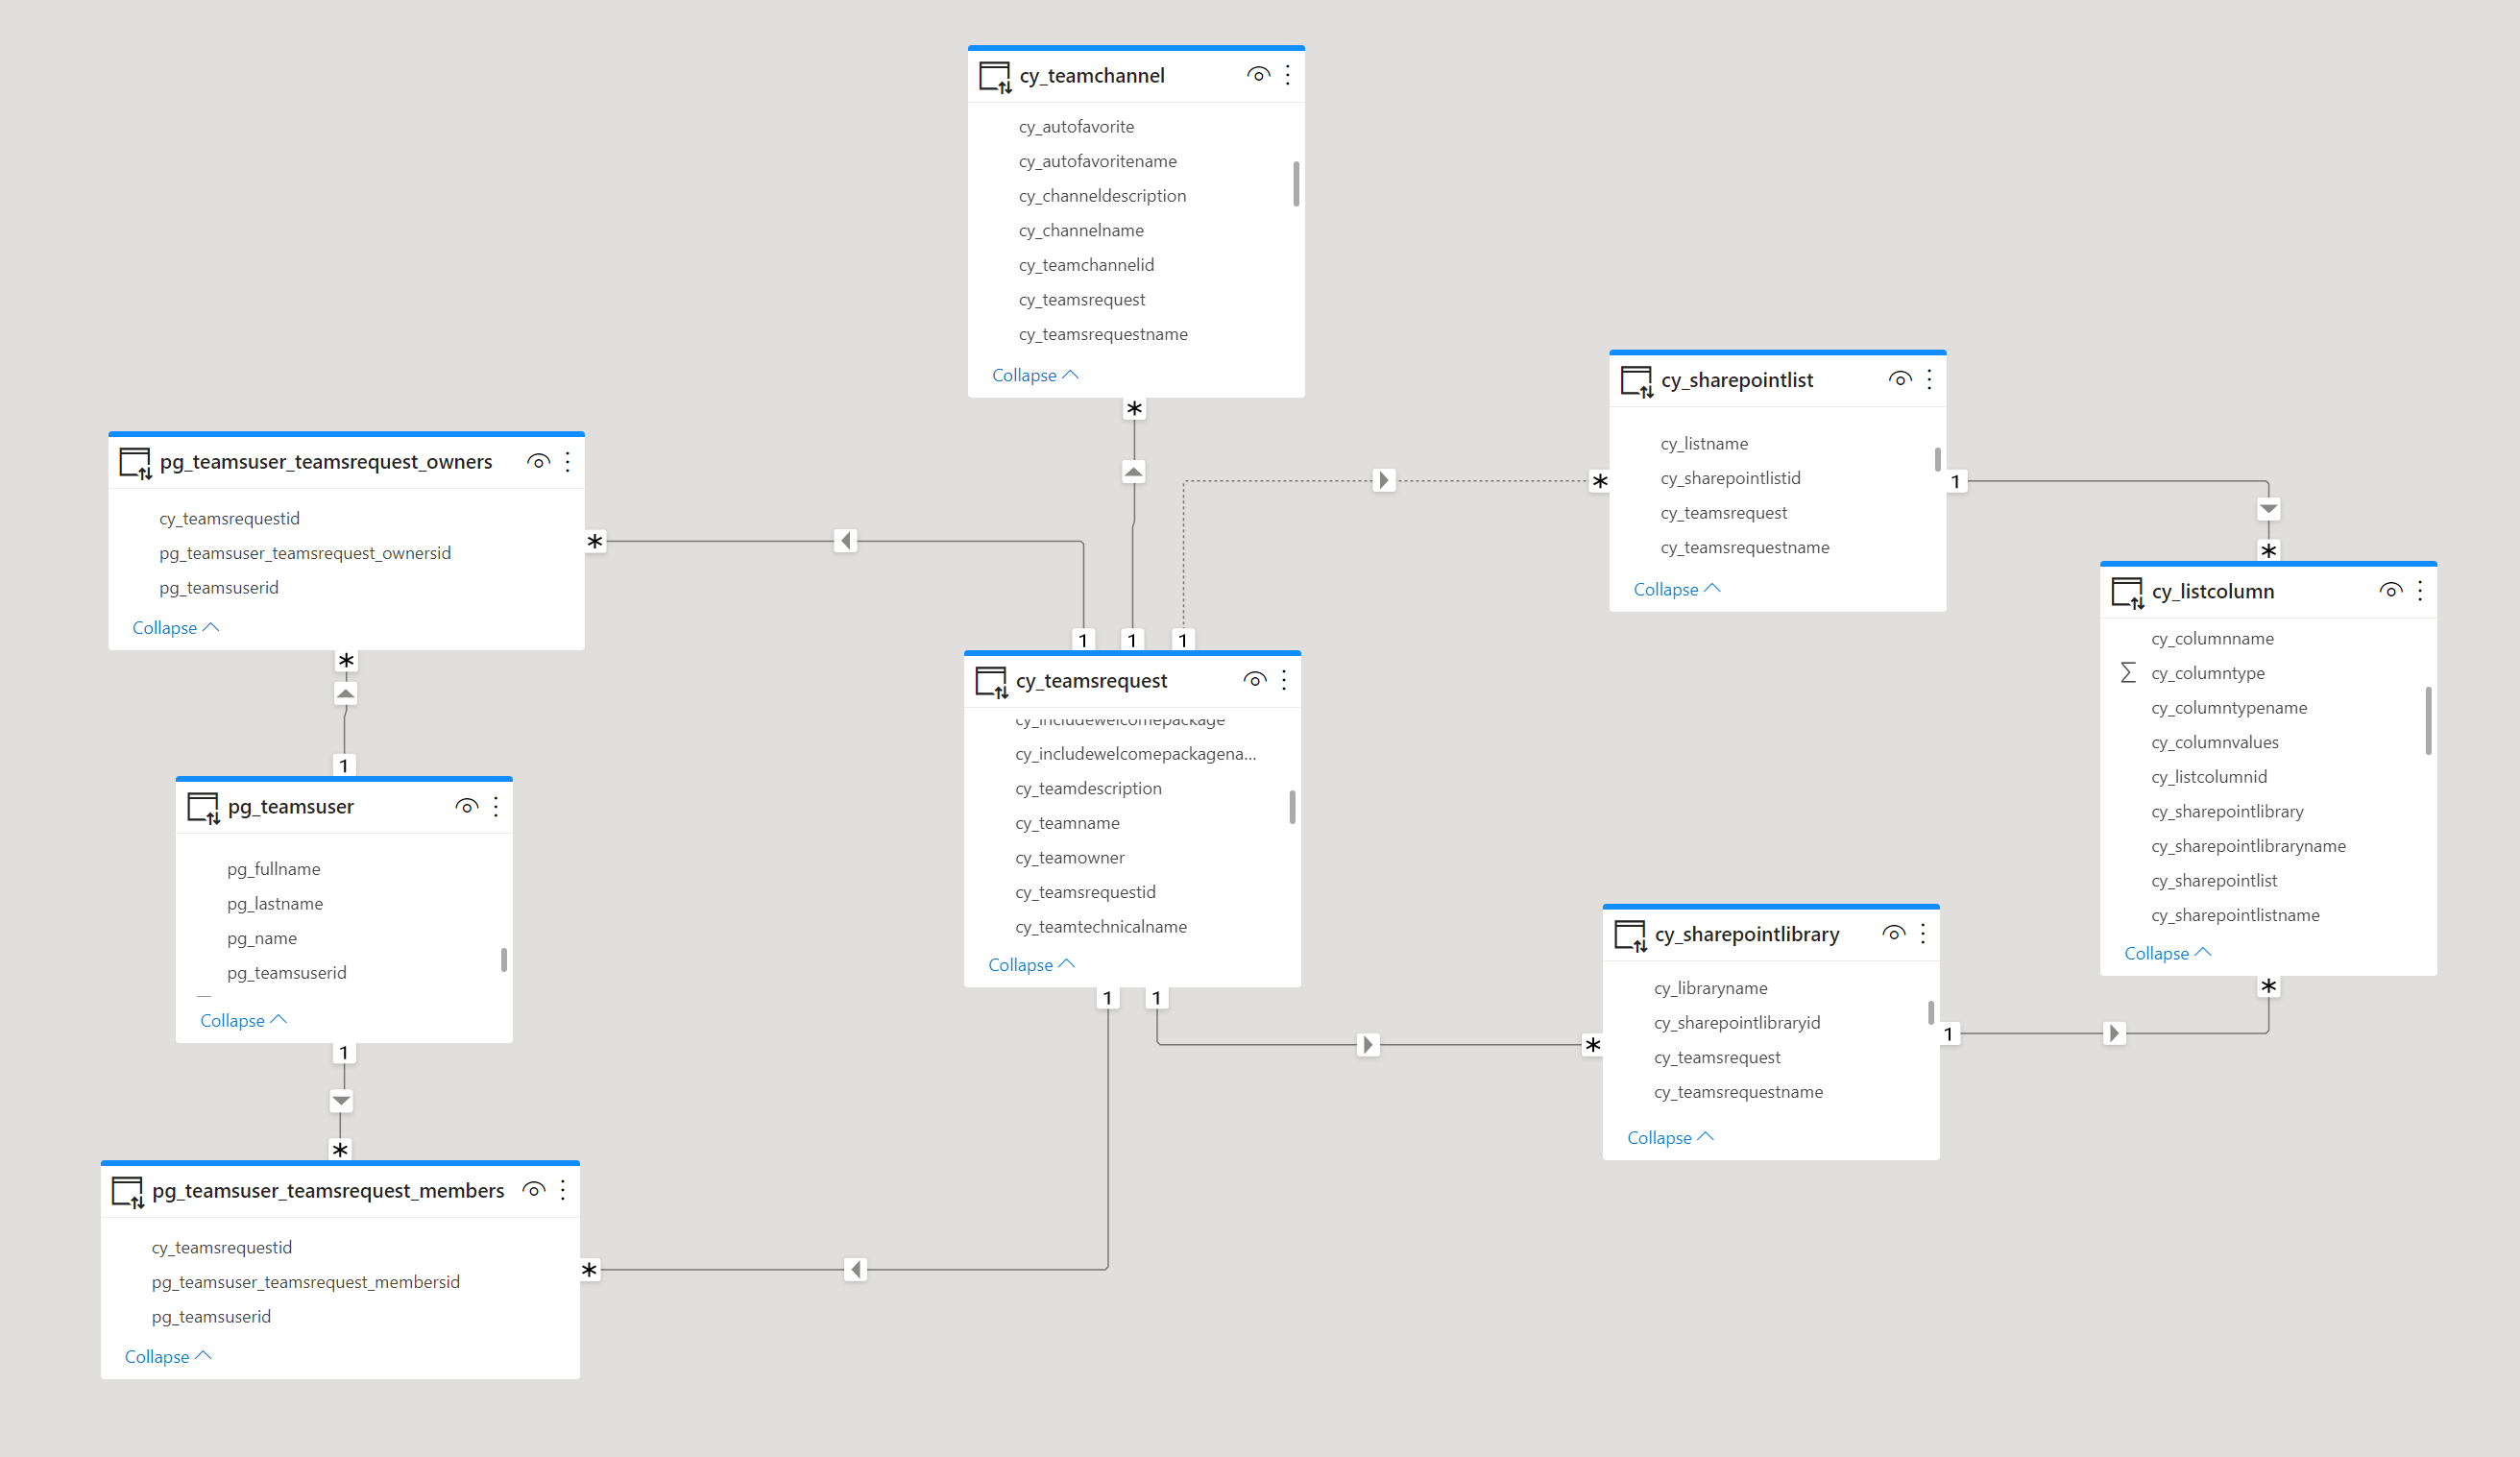 cy_teamchannel
cy_autofavorite
cy_autofavoritename
cy_channeldescription
cy_channelname
cy_teamchannelid
cy_teamsrequest
cy_teamsrequestname
Collapse
*
cy_sharepointlist
cy_listname
cy_sharepointlistid
cy_teamsrequest
cy_teamsrequestname
Collapse
*
1
pg_teamsuser_teamsrequest_owners
cy_teamsrequestid
pg_teamsuser_teamsrequest_ownersid
pg_teamsuserid
Collapse
*
*
1
1
1
cy_teamsrequest
cy_includewelcomepackage
cy_includewelcomepackagena...
cy_teamdescription
cy_teamname
cy_teamowner
cy_teamsrequestid
cy_teamtechnicalname
Collapse
1
1
*
cy_listcolumn
cy_columnname
Σ cy_columntype
cy_columntypename
cy_columnvalues
cy_listcolumnid
cy_sharepointlibrary
cy_sharepointlibraryname
cy_sharepointlist
cy_sharepointlistname
Collapse
*
1
pg_teamsuser
pg_fullname
pg_lastname
pg_name
pg_teamsuserid
Collapse
1
cy_sharepointlibrary
cy_libraryname
cy_sharepointlibraryid
cy_teamsrequest
cy_teamsrequestname
Collapse
*
1
*
pg_teamsuser_teamsrequest_members
cy_teamsrequestid
pg_teamsuser_teamsrequest_membersid
pg_teamsuserid
Collapse
*